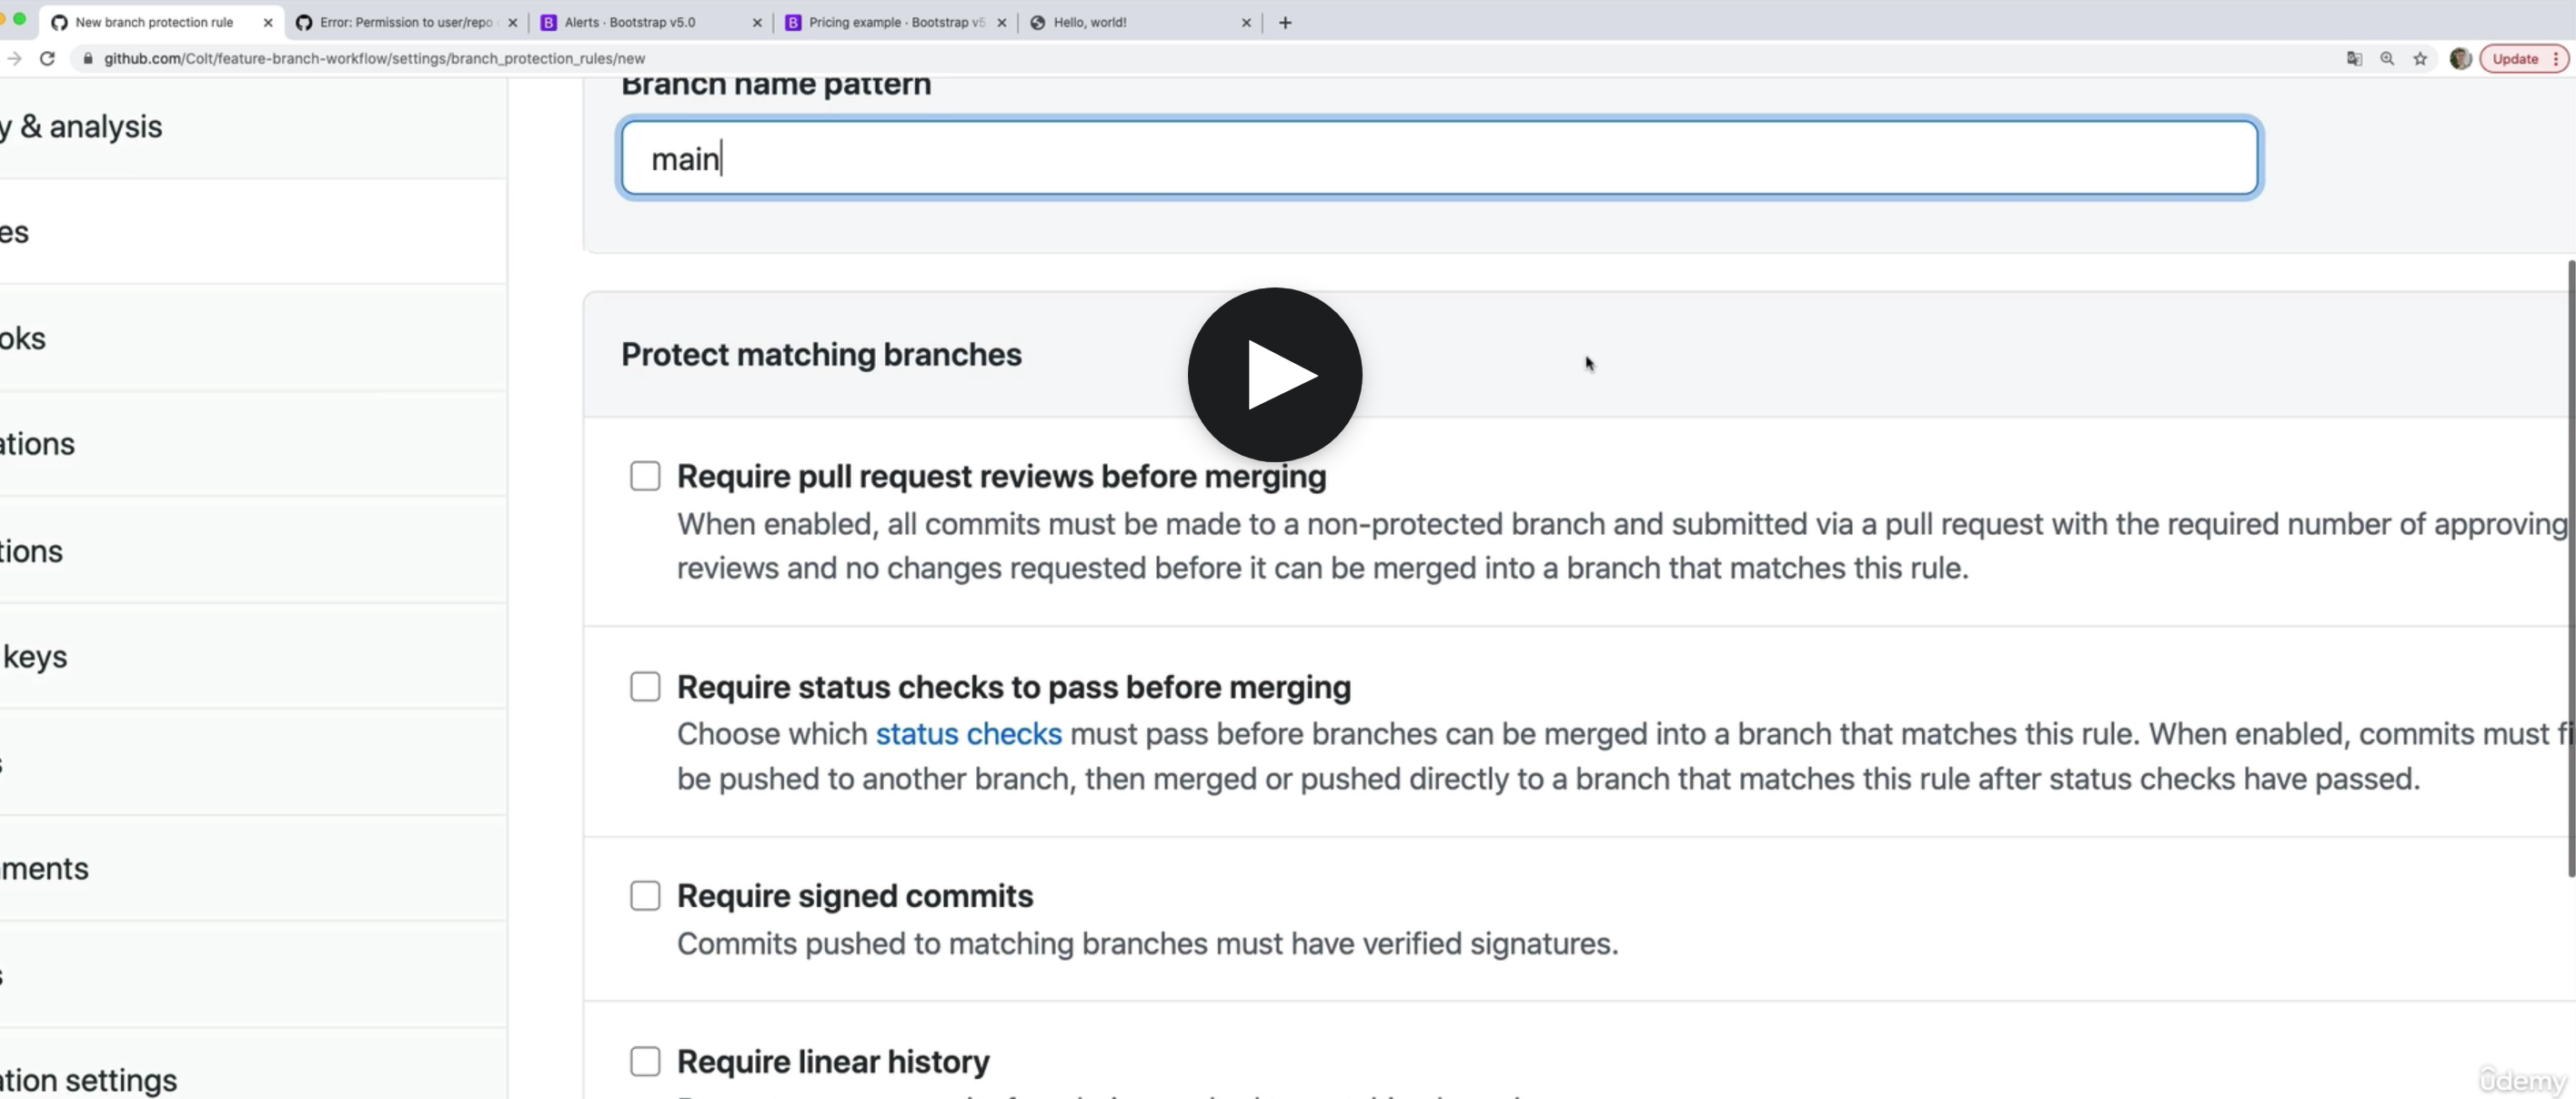 New branch protection rule
Error: Permission to user/repo
Alerts · Bootstrap v5.0
Pricing example · Bootstrap v5
Hello, world!
github.com/Colt/feature-branch-workflow/settings/branch_protection_rules/new
Update
Branch name pattern
main
y & analysis
es
oks
ations
tions
keys
s
ments
s
ation settings
Protect matching branches
Require pull request reviews before merging
When enabled, all commits must be made to a non-protected branch and submitted via a pull request with the required number of approving
reviews and no changes requested before it can be merged into a branch that matches this rule.
Require status checks to pass before merging
Choose which status checks must pass before branches can be merged into a branch that matches this rule. When enabled, commits must fi
be pushed to another branch, then merged or pushed directly to a branch that matches this rule after status checks have passed.
Require signed commits
Commits pushed to matching branches must have verified signatures.
Require linear history
ûdemy